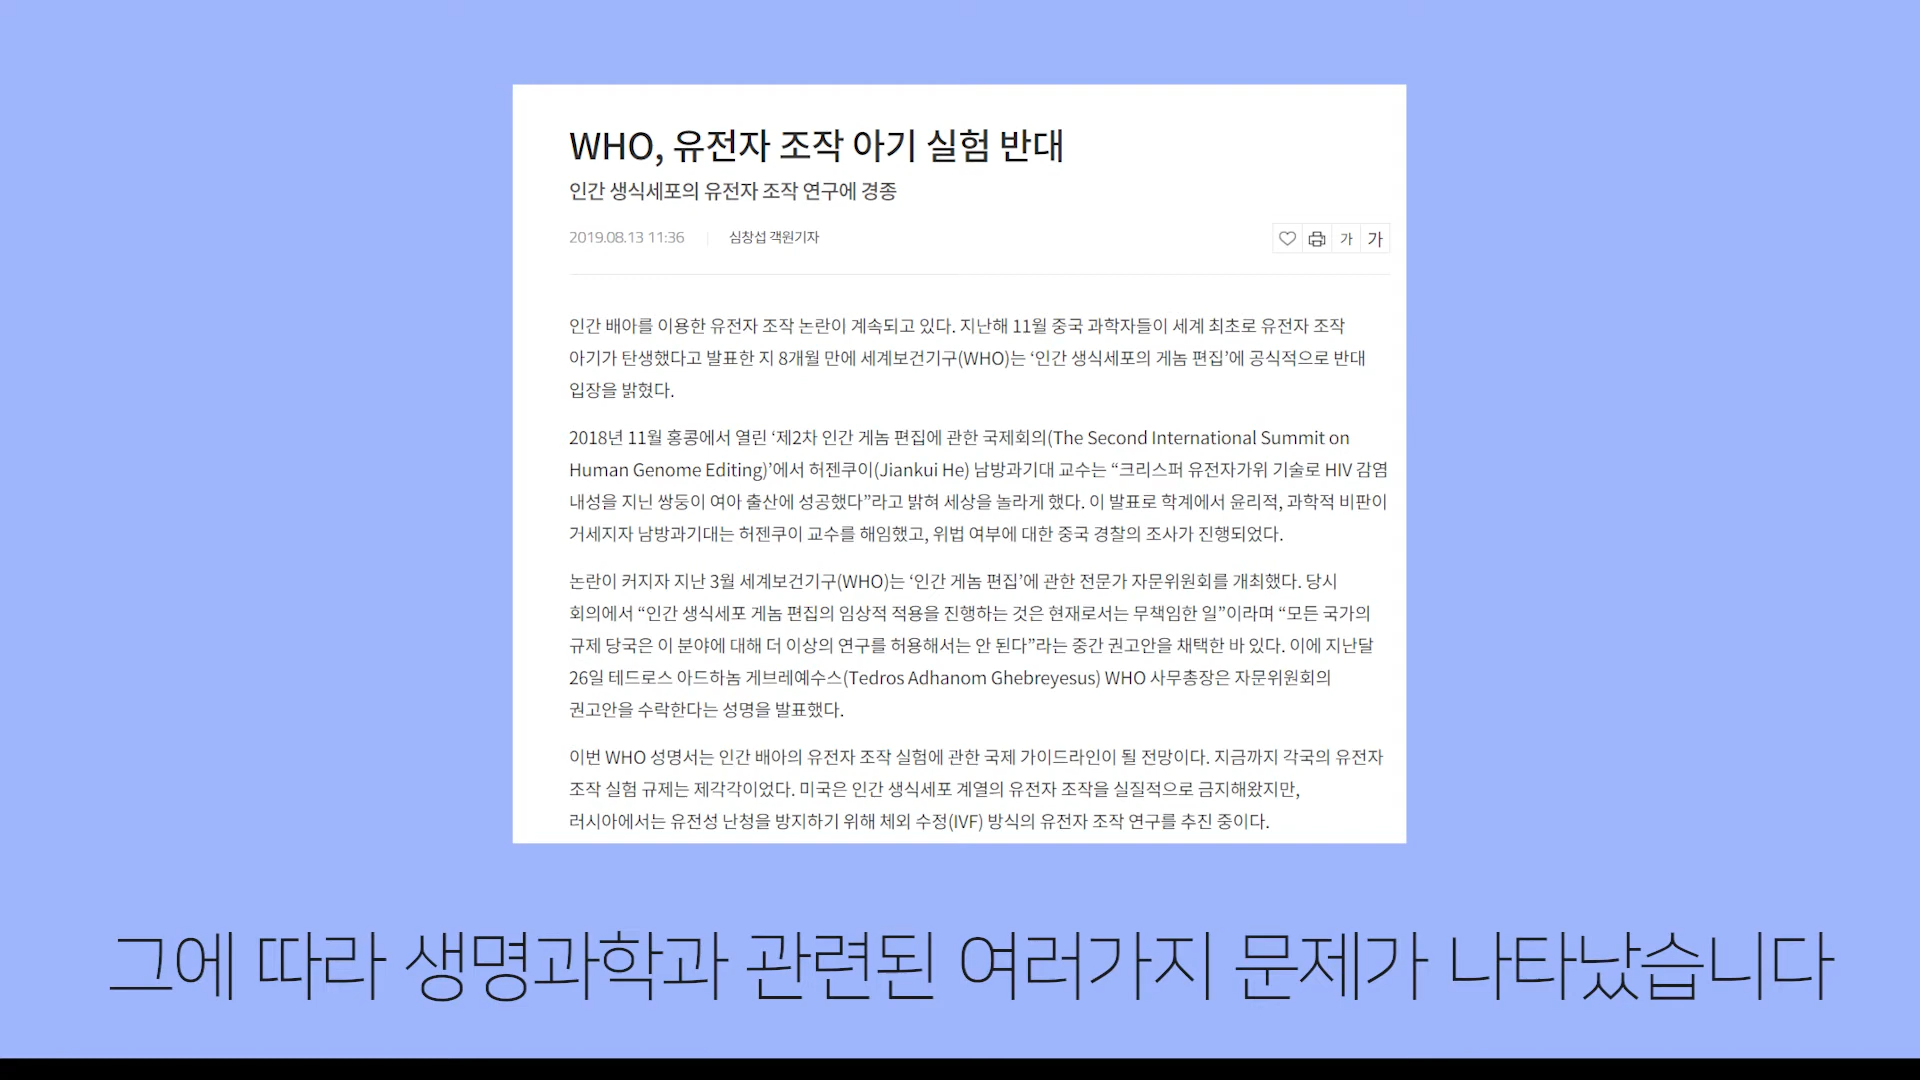 WHO, 유전자 조작 아기 실험 반대
인간 생식세포의 유전자 조작 연구에 경종
2019.08.13 11:36 심창섭 객원기자
가 가
인간 배아를 이용한 유전자 조작 논란이 계속되고 있다. 지난해 11월 중국 과학자들이 세계 최초로 유전자 조작
아기가 탄생했다고 발표한 지 8개월 만에 세계보건기구(WHO)는 ‘인간 생식세포의 게놈 편집’에 공식적으로 반대
입장을 밝혔다.
2018년 11월 홍콩에서 열린 ‘제2차 인간 게놈 편집에 관한 국제회의(The Second International Summit on
Human Genome Editing)’에서 허젠쿠이(Jiankui He) 남방과기대 교수는 “크리스퍼 유전자가위 기술로 HIV 감염
내성을 지닌 쌍둥이 여아 출산에 성공했다”라고 밝혀 세상을 놀라게 했다. 이 발표로 학계에서 윤리적, 과학적 비판이
거세지자 남방과기대는 허젠쿠이 교수를 해임했고, 위법 여부에 대한 중국 경찰의 조사가 진행되었다.
논란이 커지자 지난 3월 세계보건기구(WHO)는 ‘인간 게놈 편집’에 관한 전문가 자문위원회를 개최했다. 당시
회의에서 “인간 생식세포 게놈 편집의 임상적 적용을 진행하는 것은 현재로서는 무책임한 일”이라며 “모든 국가의
규제 당국은 이 분야에 대해 더 이상의 연구를 허용해서는 안 된다”라는 중간 권고안을 채택한 바 있다. 이에 지난달
26일 테드로스 아드하놈 게브레예수스(Tedros Adhanom Ghebreyesus) WHO 사무총장은 자문위원회의
권고안을 수락한다는 성명을 발표했다.
이번 WHO 성명서는 인간 배아의 유전자 조작 실험에 관한 국제 가이드라인이 될 전망이다. 지금까지 각국의 유전자
조작 실험 규제는 제각각이었다. 미국은 인간 생식세포 계열의 유전자 조작을 실질적으로 금지해왔지만,
러시아에서는 유전성 난청을 방지하기 위해 체외 수정(IVF) 방식의 유전자 조작 연구를 추진 중이다.
그에 따라 생명과학과 관련된 여러가지 문제가 나타났습니다